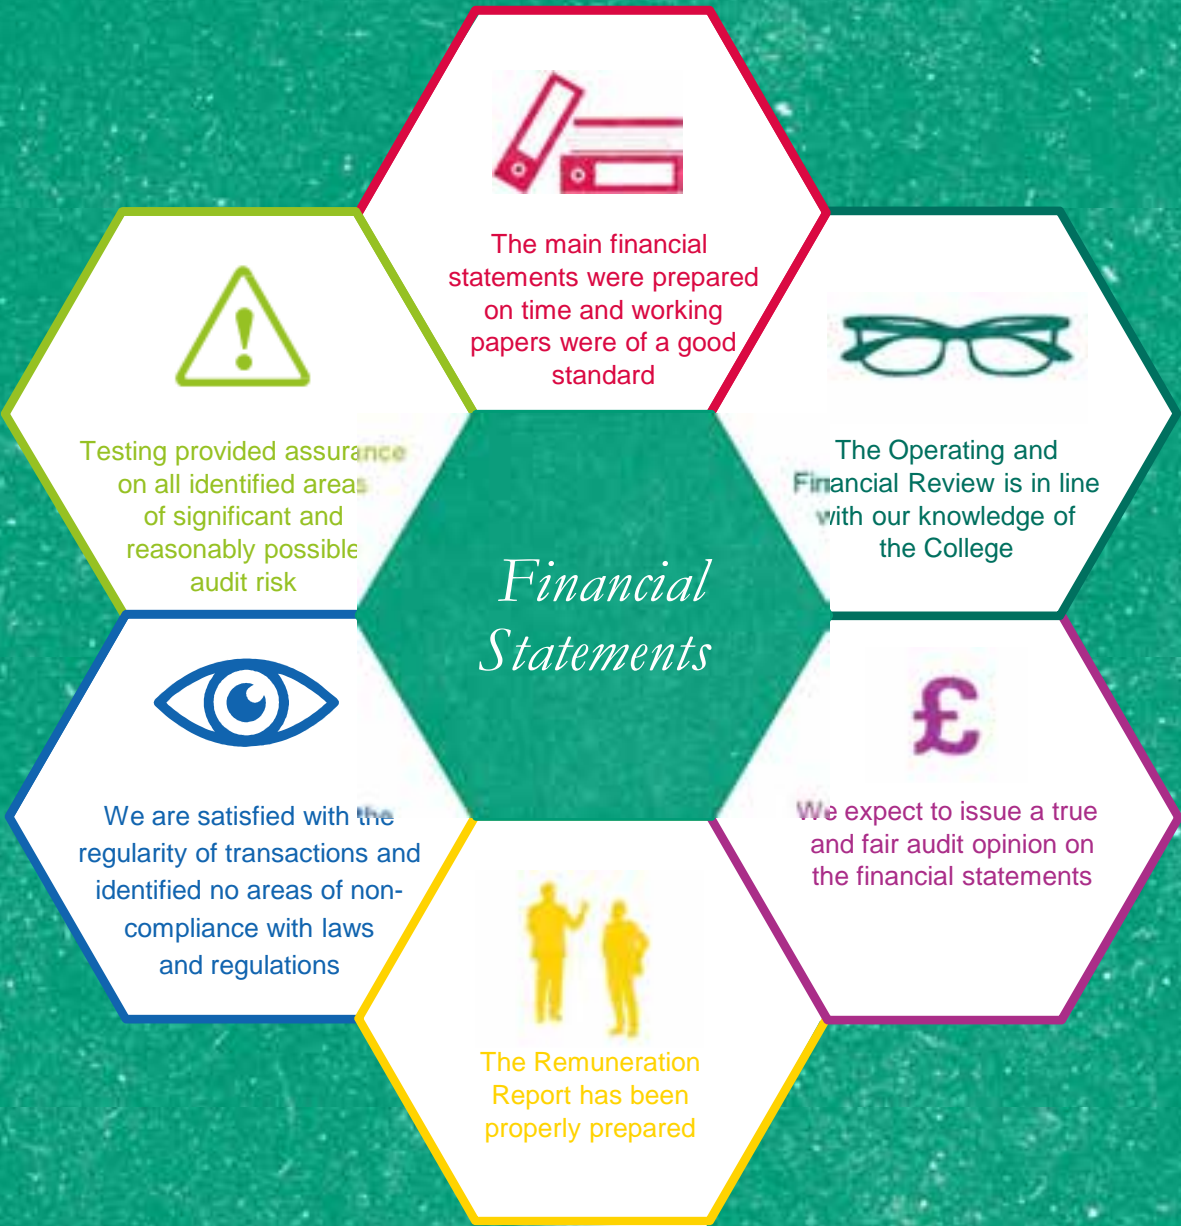 The main financial
statements were prepared
on time and working
papers were of a good
standard
Testing provided assurance
on all identified areas
of significant and
reasonably possible
audit risk
The Operating and
Financial Review is in line
with our knowledge of
the College
Financial
Statements
We are satisfied with the
regularity of transactions and
identified no areas of non-
compliance with laws
and regulations
£
We expect to issue a true
and fair audit opinion on
the financial statements
The Remuneration
Report has been
properly prepared